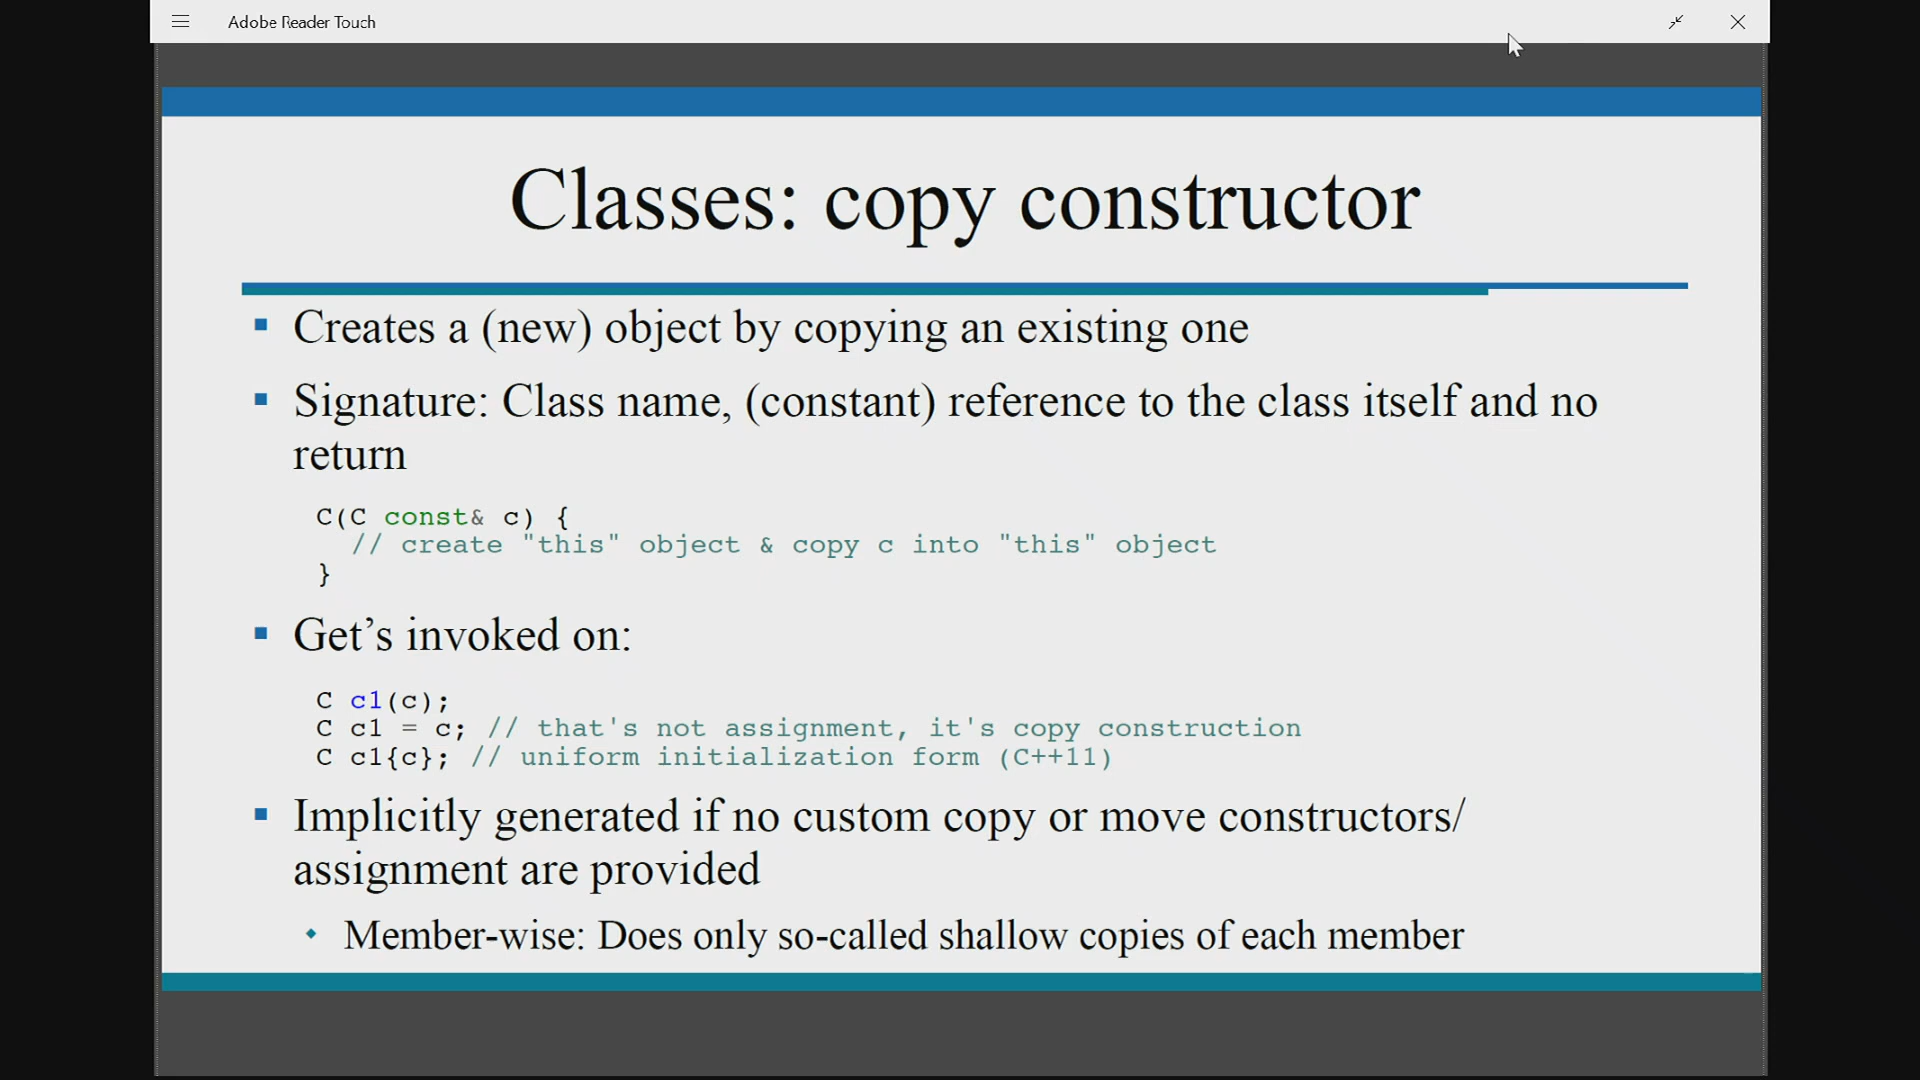 Adobe Reader Touch
Classes: copy constructor
Creates a (new) object by copying an existing one
Signature: Class name, (constant) reference to the class itself and no
return
C(C const& c) {
// create "this" object & copy c into "this" object
}
Get’s invoked on:
C c1(c);
C c1 = c; // that's not assignment, it's copy construction
C c1{c}; // uniform initialization form (C++11)
Implicitly generated if no custom copy or move constructors/
assignment are provided
Member-wise: Does only so-called shallow copies of each member